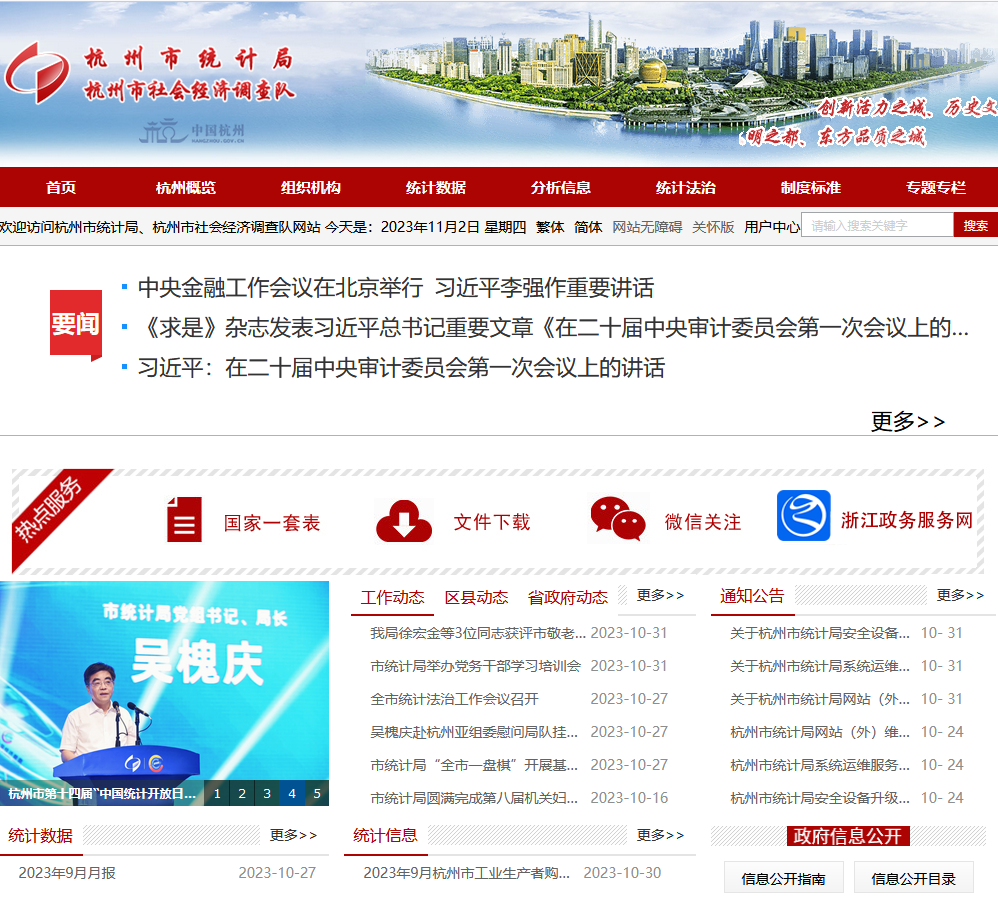 杭州市统计局
杭州市社会经济调查队
中国杭州
HANGZHOU.GOV.CN
创新活力之城、历史文
明之都、东方品质之城
首页 杭州概览 组织机构 统计数据 分析信息 统计法治 制度标准 专题专栏
欢迎访问杭州市统计局、杭州市社会经济调查队网站 今天是：2023年11月2日 星期四 繁体 简体 网站无障碍 关怀版 用户中心 请输入搜索关键字 搜索
要闻
中央金融工作会议在北京举行 习近平李强作重要讲话
《求是》杂志发表习近平总书记重要文章《在二十届中央审计委员会第一次会议上的...
习近平：在二十届中央审计委员会第一次会议上的讲话
更多>>
热点服务
国家一套表 文件下载 微信关注 浙江政务服务网
市统计局党组书记、局长
吴槐庆
杭州市第十四届"中国统计开放日... 1 2 3 4 5
工作动态 区县动态 省政府动态 更多>>
我局徐宏金等3位同志获评市敬老... 2023-10-31
市统计局举办党务干部学习培训会 2023-10-31
全市统计法治工作会议召开 2023-10-27
吴槐庆赴杭州亚组委慰问局队挂... 2023-10-27
市统计局“全市一盘棋”开展基... 2023-10-27
市统计局圆满完成第八届机关妇... 2023-10-16
通知公告 更多>>
关于杭州市统计局安全设备... 10- 31
关于杭州市统计局系统运维... 10- 31
关于杭州市统计局网站（外... 10- 31
杭州市统计局网站（外）维... 10- 24
杭州市统计局系统运维服务... 10- 24
杭州市统计局安全设备升级... 10- 24
统计数据 更多>>
2023年9月月报 2023-10-27
统计信息 更多>>
2023年9月杭州市工业生产者购... 2023-10-30
政府信息公开
信息公开指南 信息公开目录